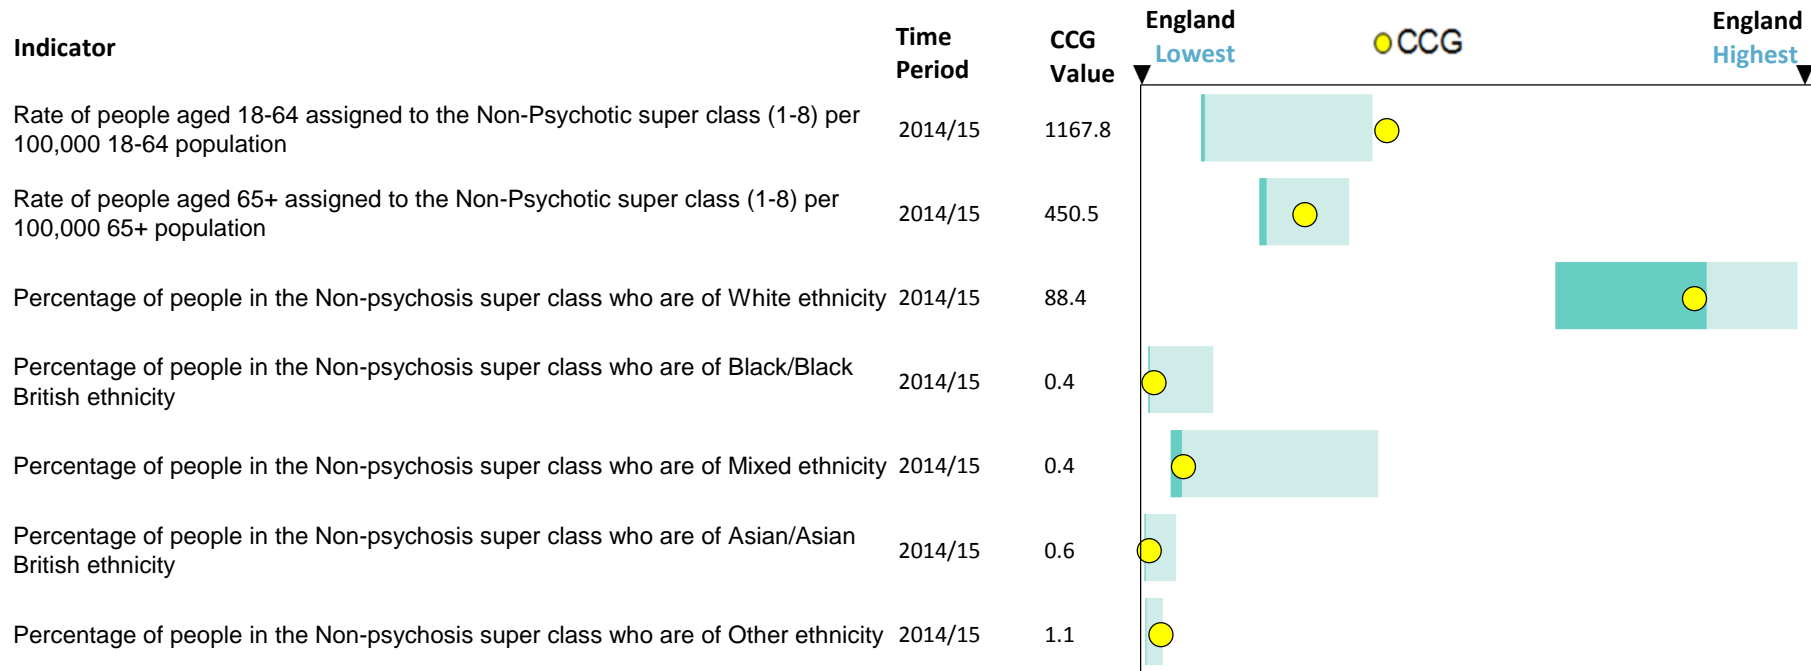 Indicator
Time
Period
CCG
Value
England
Lowest
CCG
England
Highest
Rate of people aged 18-64 assigned to the Non-Psychotic super class (1-8) per
100,000 18-64 population
2014/15
1167.8
Rate of people aged 65+ assigned to the Non-Psychotic super class (1-8) per
100,000 65+ population
2014/15
450.5
Percentage of people in the Non-psychosis super class who are of White ethnicity
2014/15
88.4
Percentage of people in the Non-psychosis super class who are of Black/Black
British ethnicity
2014/15
0.4
Percentage of people in the Non-psychosis super class who are of Mixed ethnicity
2014/15
0.4
Percentage of people in the Non-psychosis super class who are of Asian/Asian
British ethnicity
2014/15
0.6
Percentage of people in the Non-psychosis super class who are of Other ethnicity
2014/15
1.1